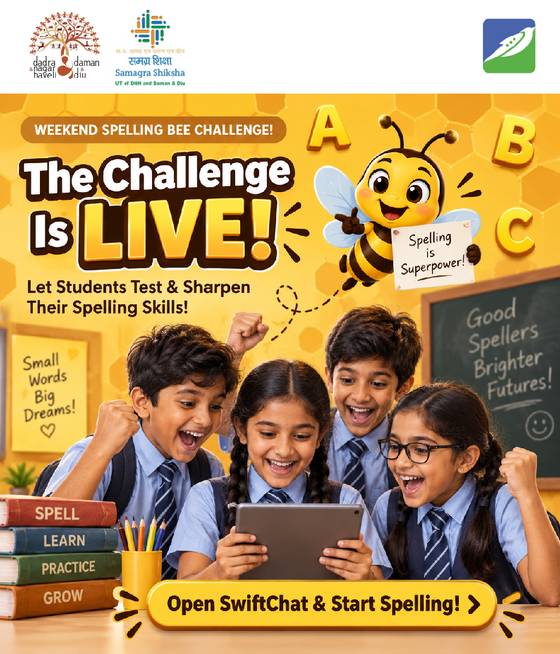 dadra & nagar haveli
daman & diu
समग्र शिक्षा
Samagra Shiksha
UT of DNH and Daman & Diu
WEEKEND SPELLING BEE CHALLENGE!
The Challenge
Is LIVE!
Let Students Test & Sharpen
Their Spelling Skills!
A
B
C
Spelling
is
Superpower!
Good
Spellers
Brighter
Futures!
Small
Words
Big
Dreams!
SPELL
LEARN
PRACTICE
GROW
Open SwiftChat & Start Spelling!